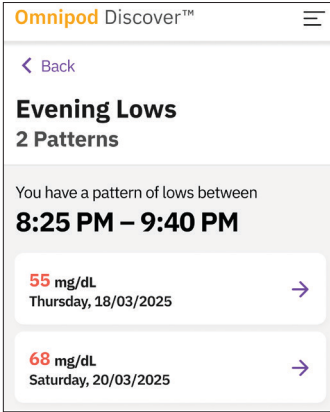 Omnipod Discover™
Back
Evening Lows
2 Patterns
You have a pattern of lows between
8:25 PM – 9:40 PM
55 mg/dL
Thursday, 18/03/2025
68 mg/dL
Saturday, 20/03/2025